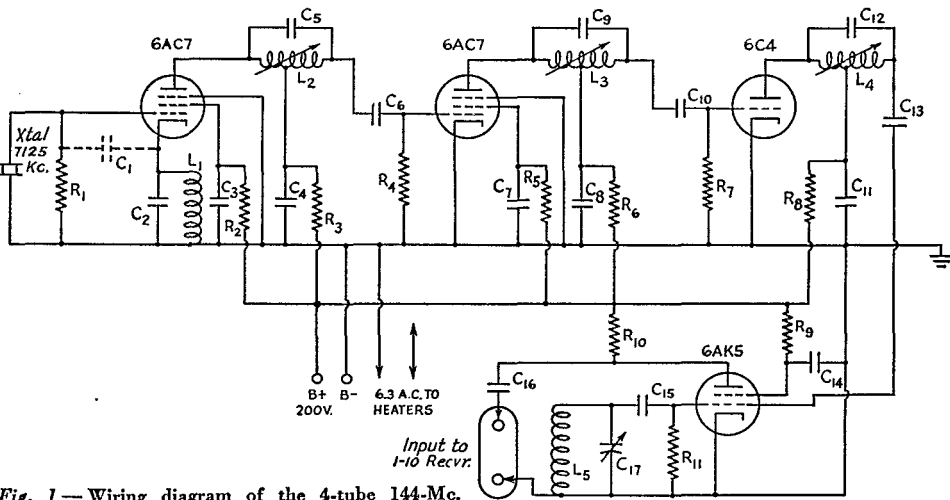 C5
C9
C12
6AC7
6AC7
6C4
L2
L3
L4
C6
C10
C13
Xtal
7125
Kc.
C1
L1
R1
C2
C3
R2
C4
R3
R4
C7
R5
C8
R6
R7
R8
C11
R10
R9
6AK5
C14
B+
200V.
B-
6.3 A.C. TO
HEATERS
C16
C15
Input to
1-10 Recvr.
L5
C17
R11
Fig. 1 — Wiring diagram of the 4-tube 144-Mc.